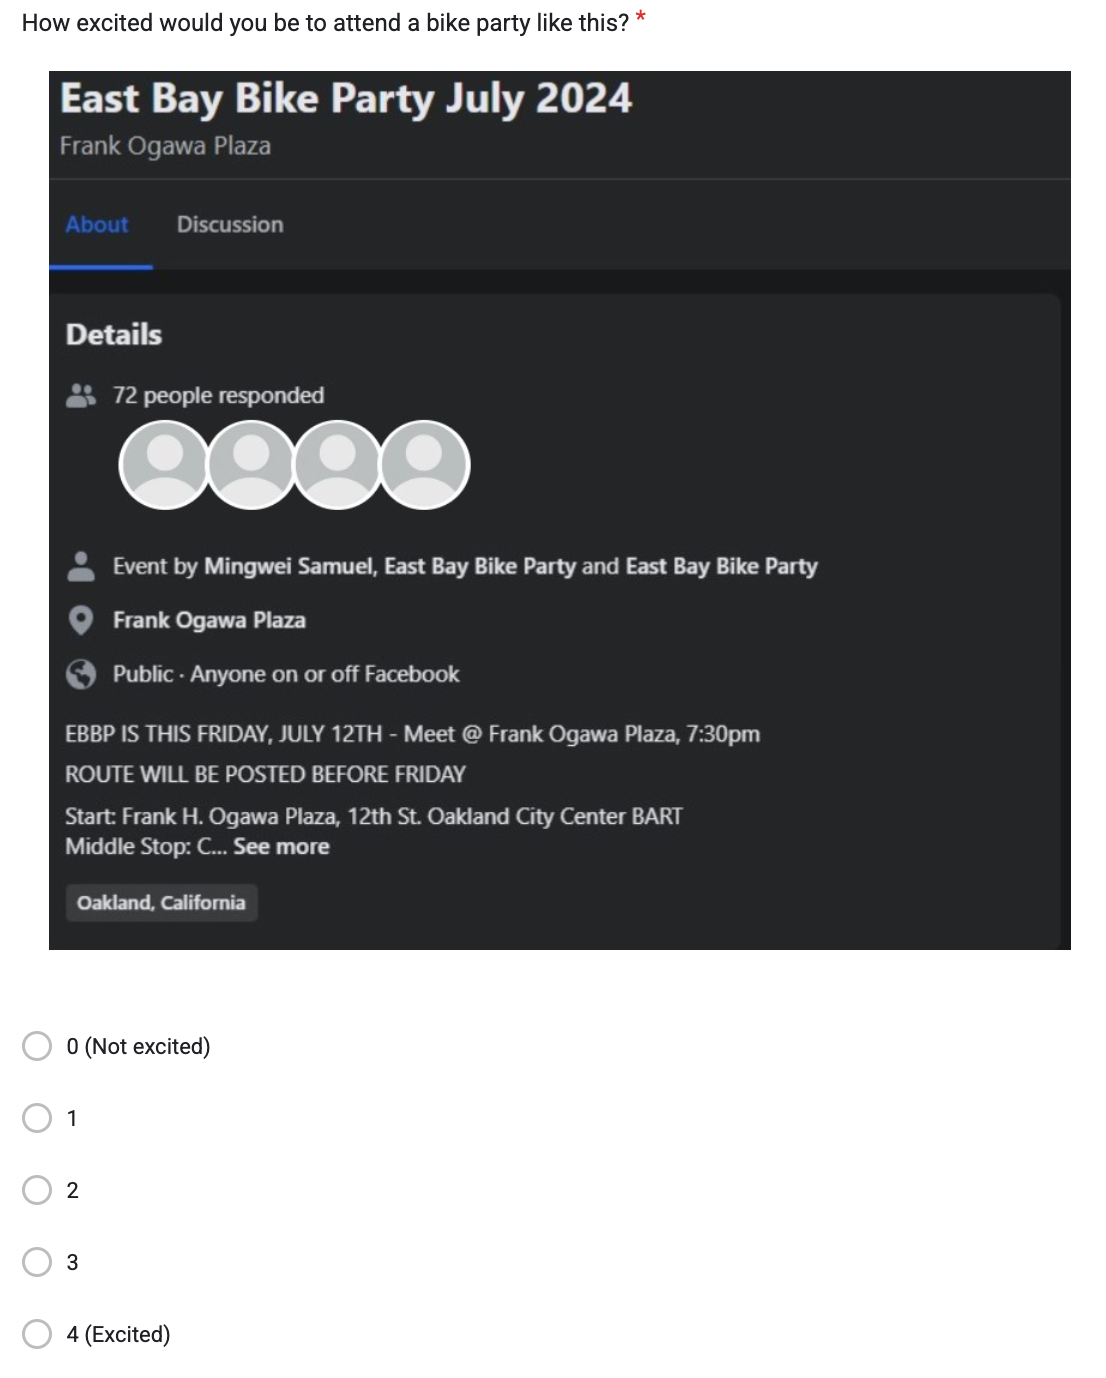 How excited would you be to attend a bike party like this? *
East Bay Bike Party July 2024
Frank Ogawa Plaza
About Discussion
Details
72 people responded
Event by Mingwei Samuel, East Bay Bike Party and East Bay Bike Party
Frank Ogawa Plaza
Public · Anyone on or off Facebook
EBBP IS THIS FRIDAY, JULY 12TH - Meet @ Frank Ogawa Plaza, 7:30pm
ROUTE WILL BE POSTED BEFORE FRIDAY
Start: Frank H. Ogawa Plaza, 12th St. Oakland City Center BART
Middle Stop: C... See more
Oakland, California
0 (Not excited)
1
2
3
4 (Excited)